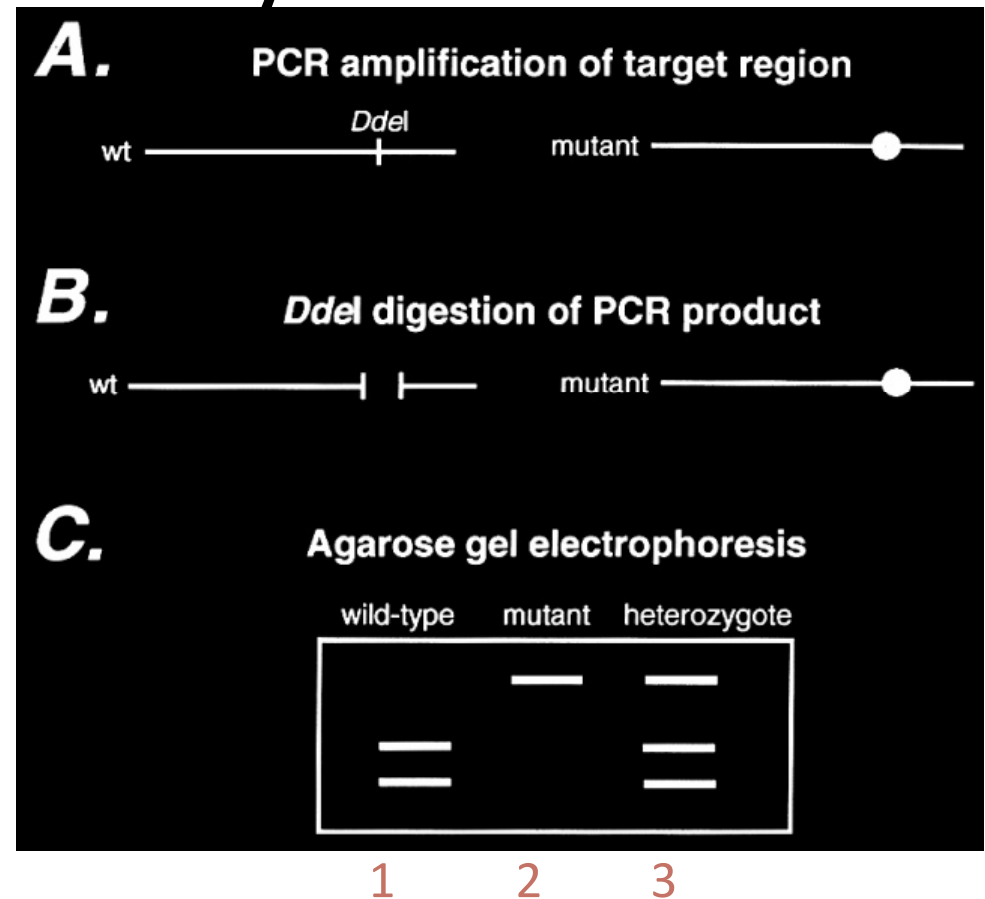 A.
PCR amplification of target region
DdeI
wt
mutant
B.
DdeI digestion of PCR product
wt
mutant
C.
Agarose gel electrophoresis
wild-type mutant heterozygote
1 2 3